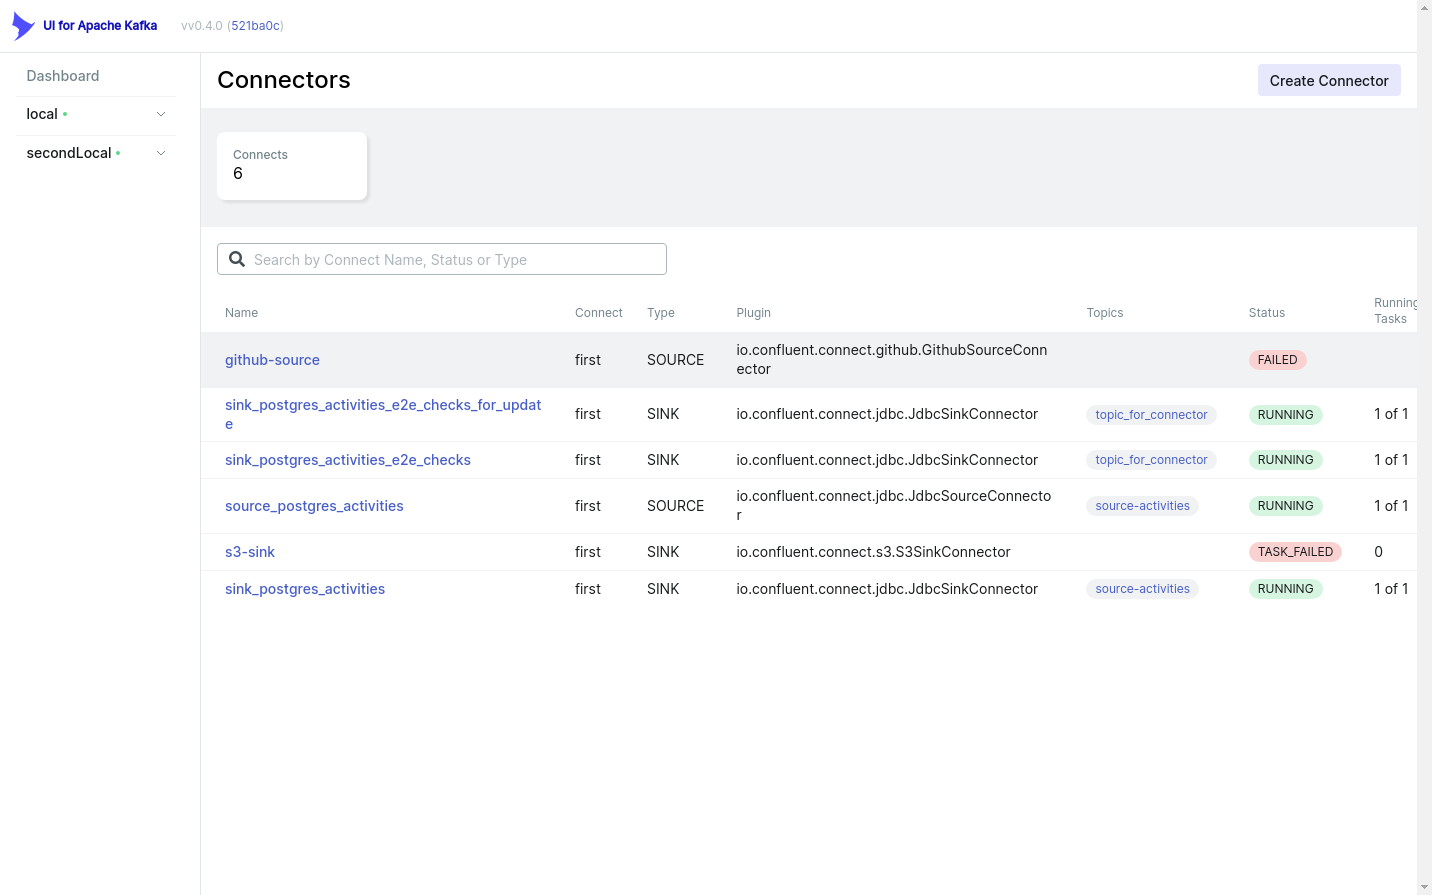 UI for Apache Kafka
vv0.4.0 (521ba0c)
Dashboard
local
secondLocal
Connectors
Create Connector
Connects
6
Search by Connect Name, Status or Type
Name Connect Type Plugin Topics Status Running
Tasks
github-source first SOURCE io.confluent.connect.github.GithubSourceConn
ector FAILED
sink_postgres_activities_e2e_checks_for_updat
e first SINK io.confluent.connect.jdbc.JdbcSinkConnector topic_for_connector RUNNING 1 of 1
sink_postgres_activities_e2e_checks first SINK io.confluent.connect.jdbc.JdbcSinkConnector topic_for_connector RUNNING 1 of 1
source_postgres_activities first SOURCE io.confluent.connect.jdbc.JdbcSourceConnecto
r source-activities RUNNING 1 of 1
s3-sink first SINK io.confluent.connect.s3.S3SinkConnector TASK_FAILED 0
sink_postgres_activities first SINK io.confluent.connect.jdbc.JdbcSinkConnector source-activities RUNNING 1 of 1